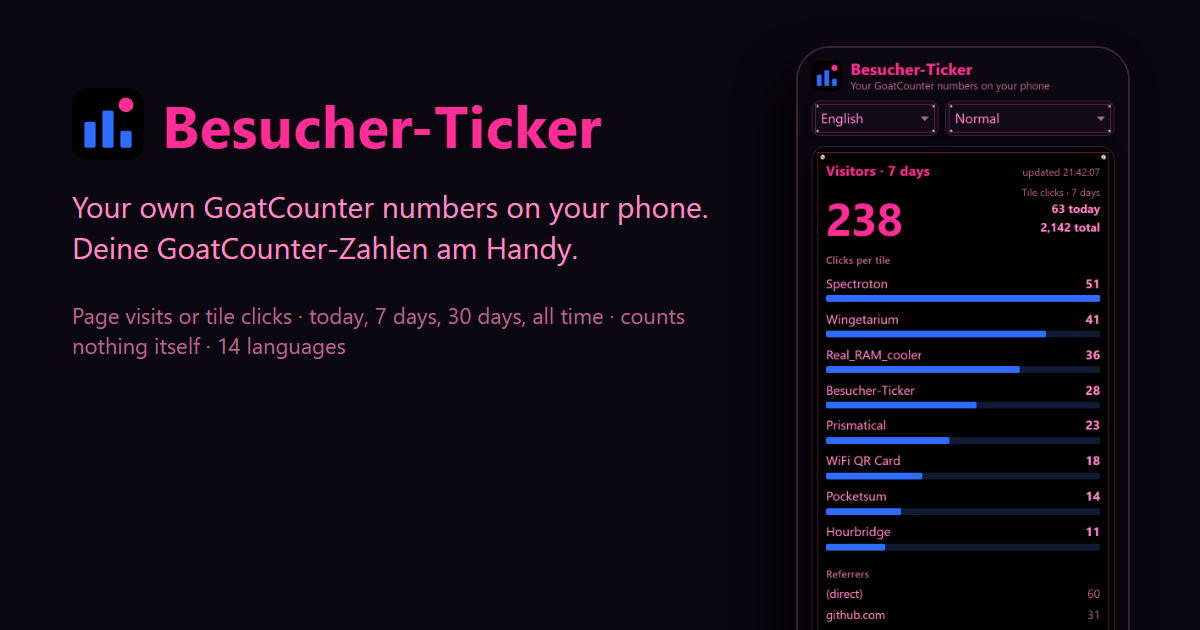 Besucher-Ticker
Your own GoatCounter numbers on your phone.
Deine GoatCounter-Zahlen am Handy.
Page visits or tile clicks · today, 7 days, 30 days, all time · counts
nothing itself · 14 languages
Besucher-Ticker
Your GoatCounter numbers on your phone
English
Normal
Visitors · 7 days
updated 21:42:07
Tile clicks · 7 days
238
63 today
2,142 total
Clicks per tile
Spectroton 51
Wingetarium 41
Real_RAM_cooler 36
Besucher-Ticker 28
Prismatical 23
WiFi QR Card 18
Pocketsum 14
Hourbridge 11
Referrers
(direct) 60
github.com 31